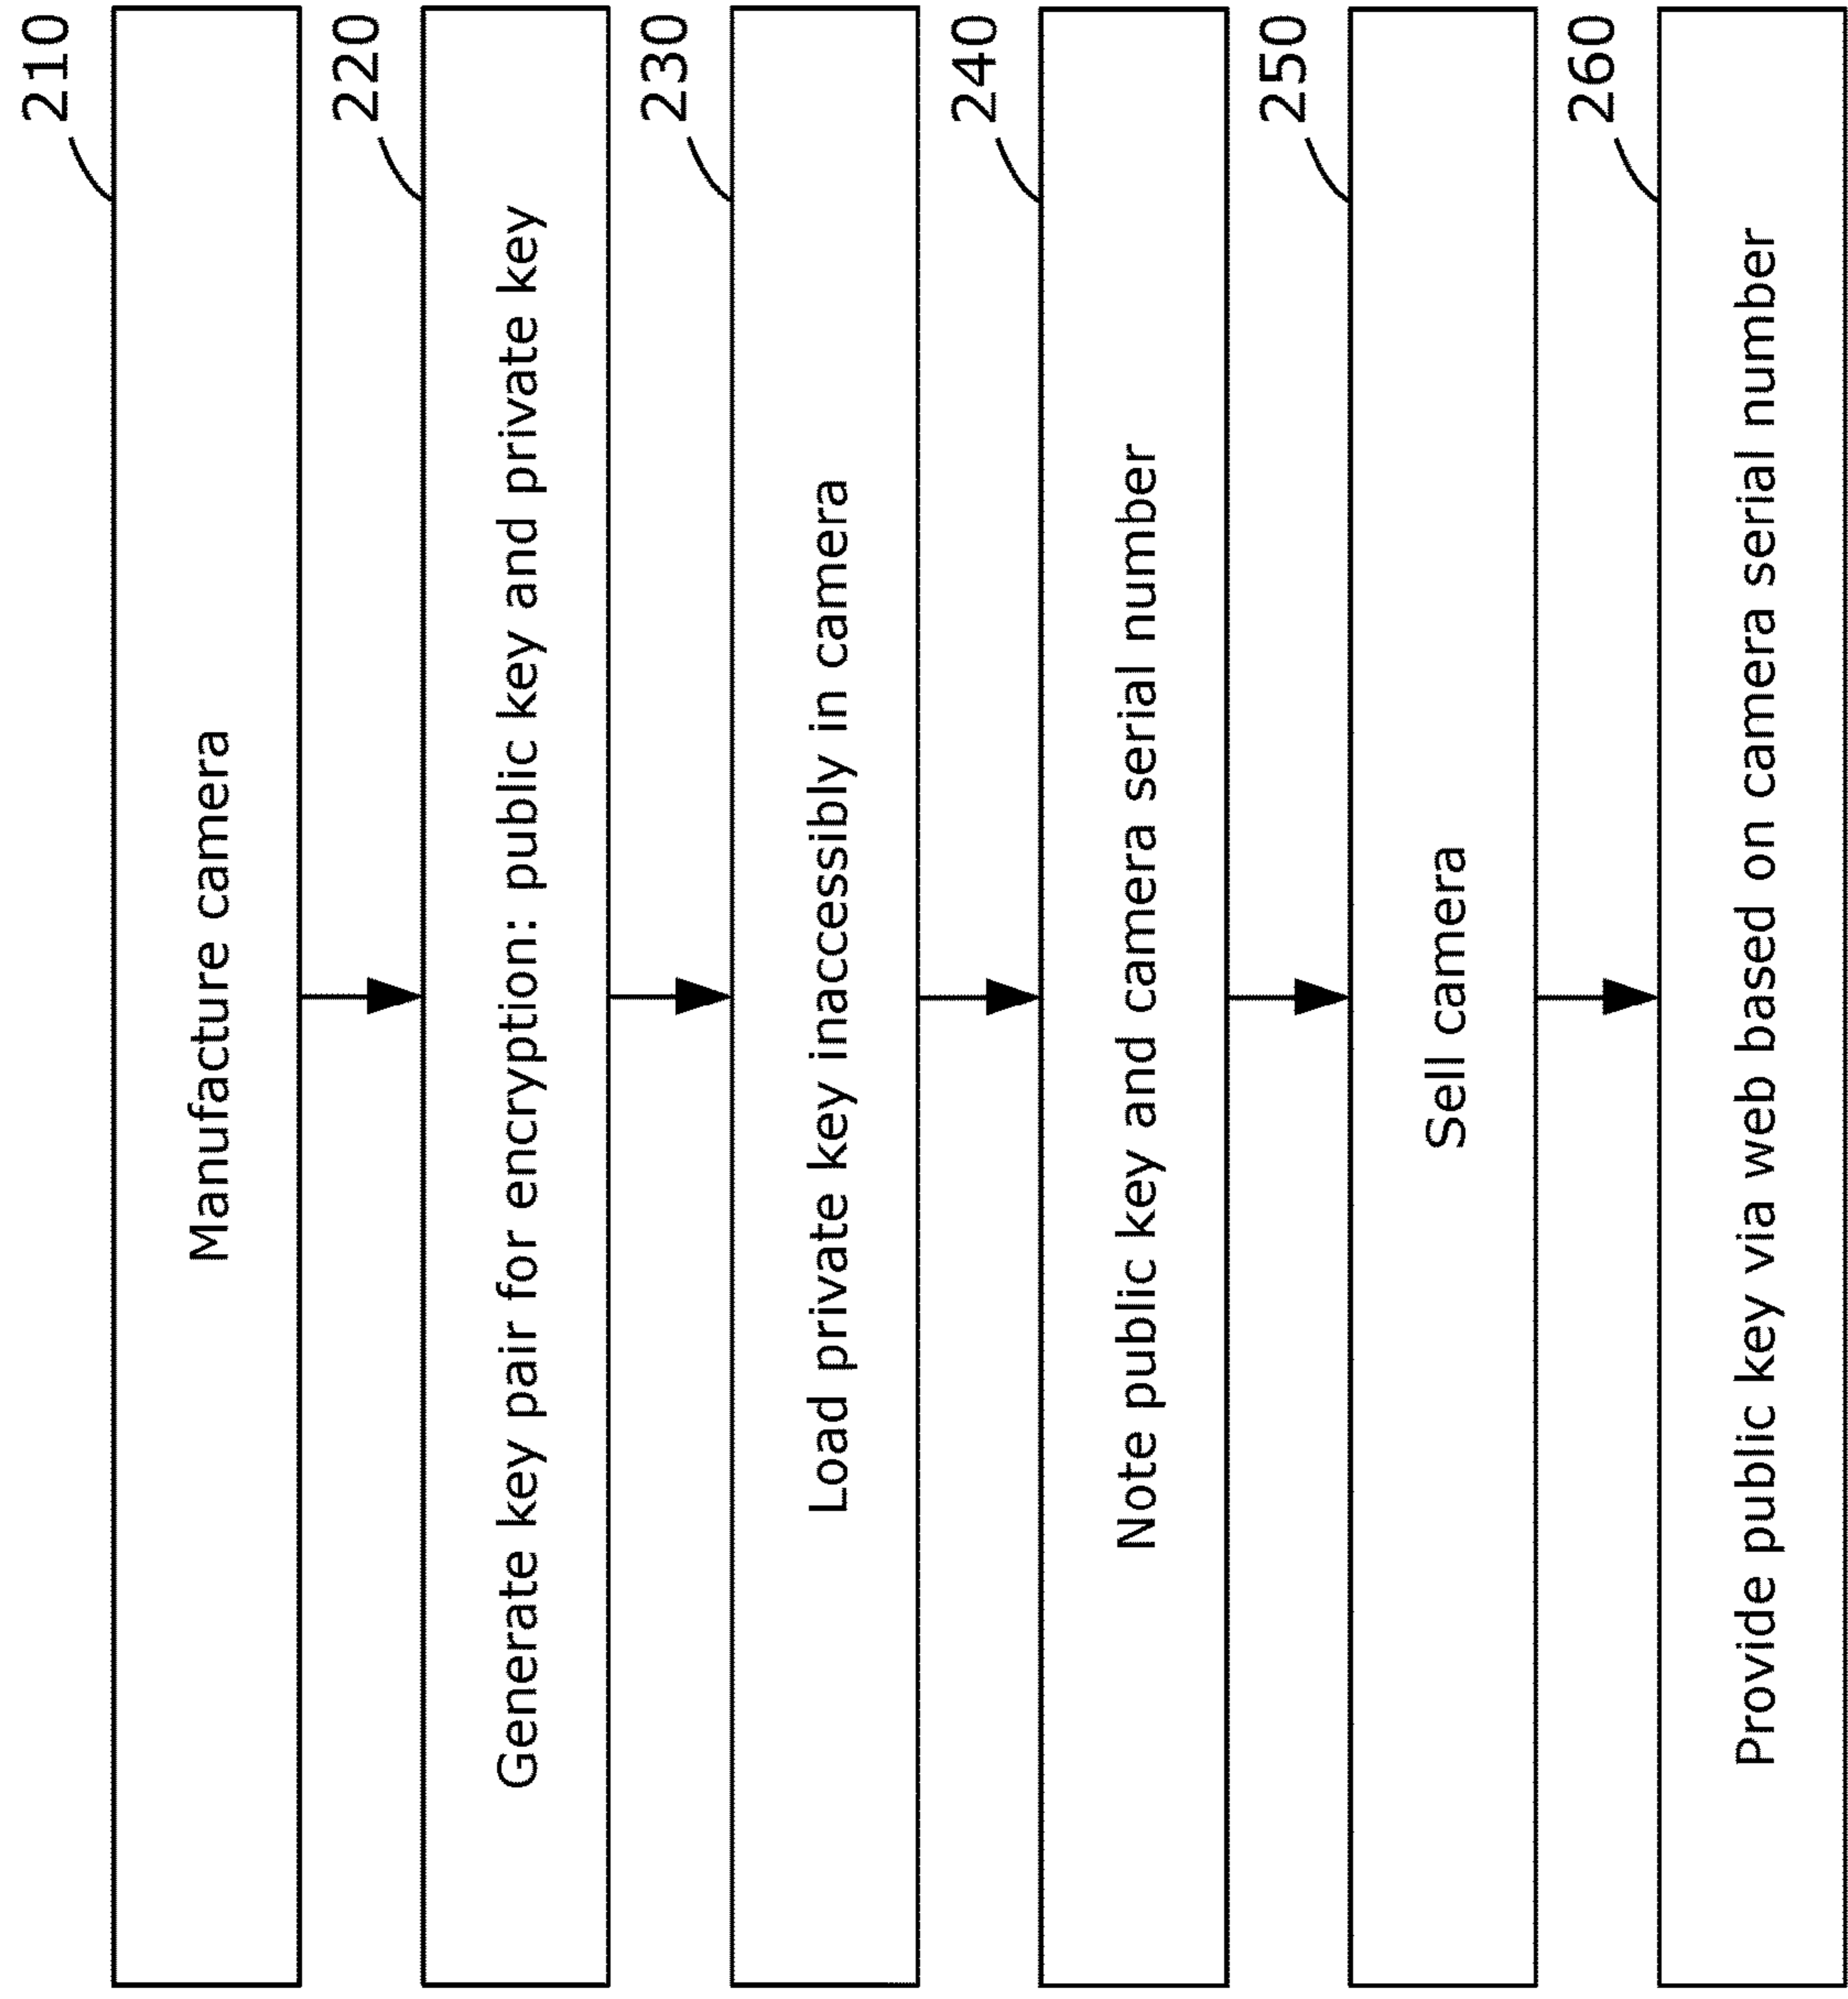 210
Manufacture camera
220
Generate key pair for encryption: public key and private key
230
Load private key inaccessibly in camera
240
Note public key and camera serial number
250
Sell camera
260
Provide public key via web based on camera serial number